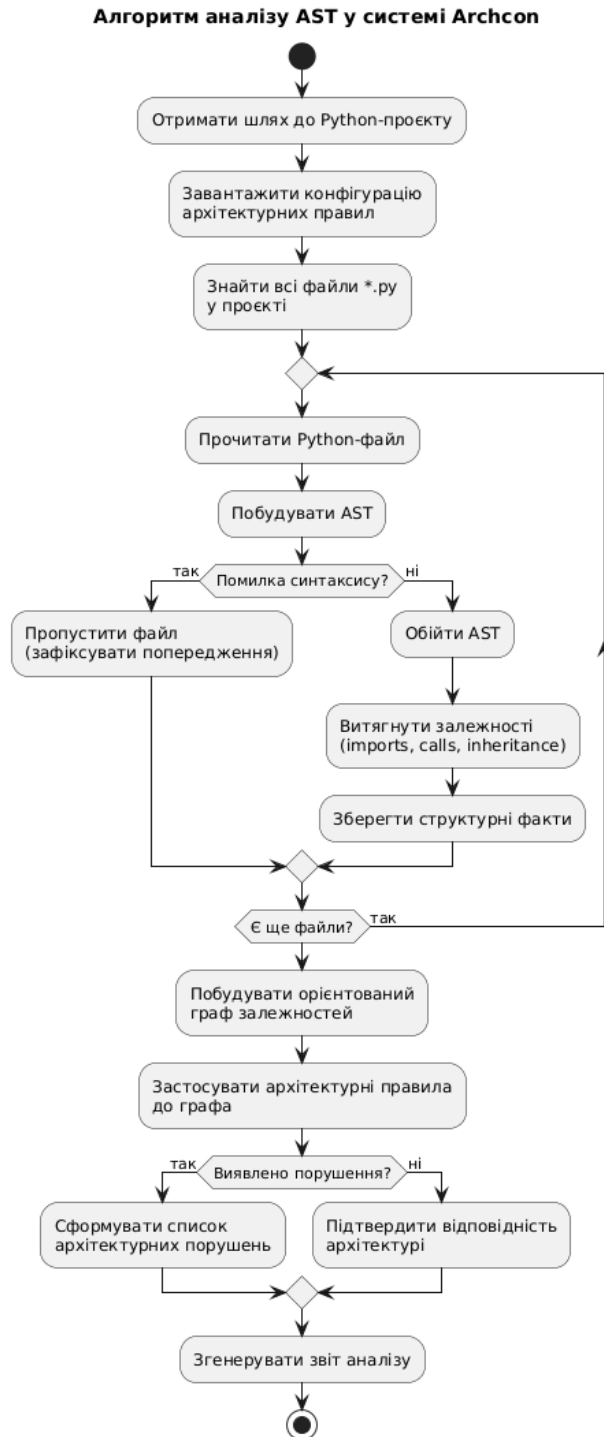 Алгоритм аналізу AST у системі Archcon
Отримати шлях до Python-проєкту
Завантажити конфігурацію
архітектурних правил
Знайти всі файли *.py
у проєкті
Прочитати Python-файл
Побудувати AST
так
Помилка синтаксису?
ні
Пропустити файл
(зафіксувати попередження)
Обійти AST
Витягнути залежності
(imports, calls, inheritance)
Зберегти структурні факти
Є ще файли?
так
Побудувати орієнтований
граф залежностей
Застосувати архітектурні правила
до графа
так
Виявлено порушення?
ні
Сформувати список
архітектурних порушень
Підтвердити відповідність
архітектурі
Згенерувати звіт аналізу